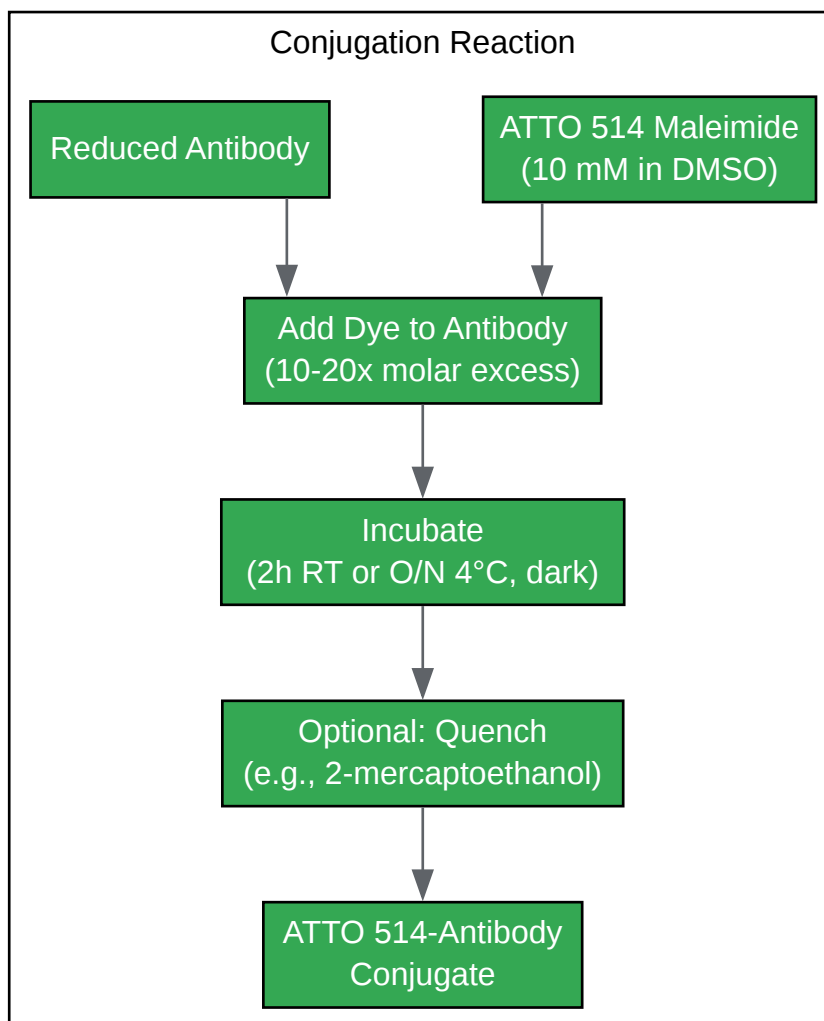 Conjugation Reaction
Reduced Antibody
ATTO 514 Maleimide
(10 mM in DMSO)
Add Dye to Antibody
(10-20x molar excess)
Incubate
(2h RT or O/N 4°C, dark)
Optional: Quench
(e.g., 2-mercaptoethanol)
ATTO 514-Antibody
Conjugate